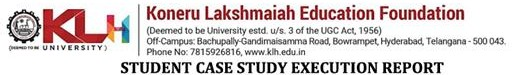 KLH
(DEEMED TO BE UNIVERSITY)
Koneru Lakshmaiah Education Foundation
(Deemed to be University estd. u/s. 3 of the UGC Act, 1956)
Off-Campus: Bachupally-Gandimaisamma Road, Bowrampet, Hyderabad, Telangana - 500 043.
Phone No: 7815926816, www.klh.edu.in
STUDENT CASE STUDY EXECUTION REPORT